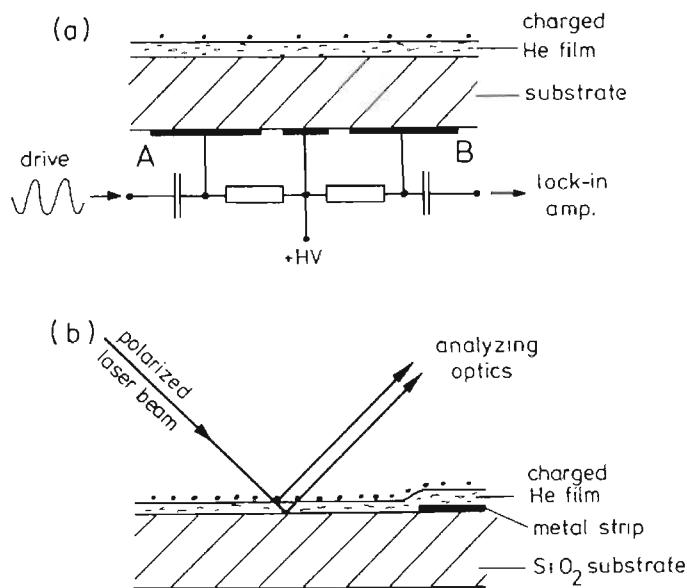 (a)
charged
He film
substrate
A
B
drive
lock-in
amp.
+HV
(b)
polarized
laser beam
analyzing
optics
charged
He film
metal strip
SiO2 substrate